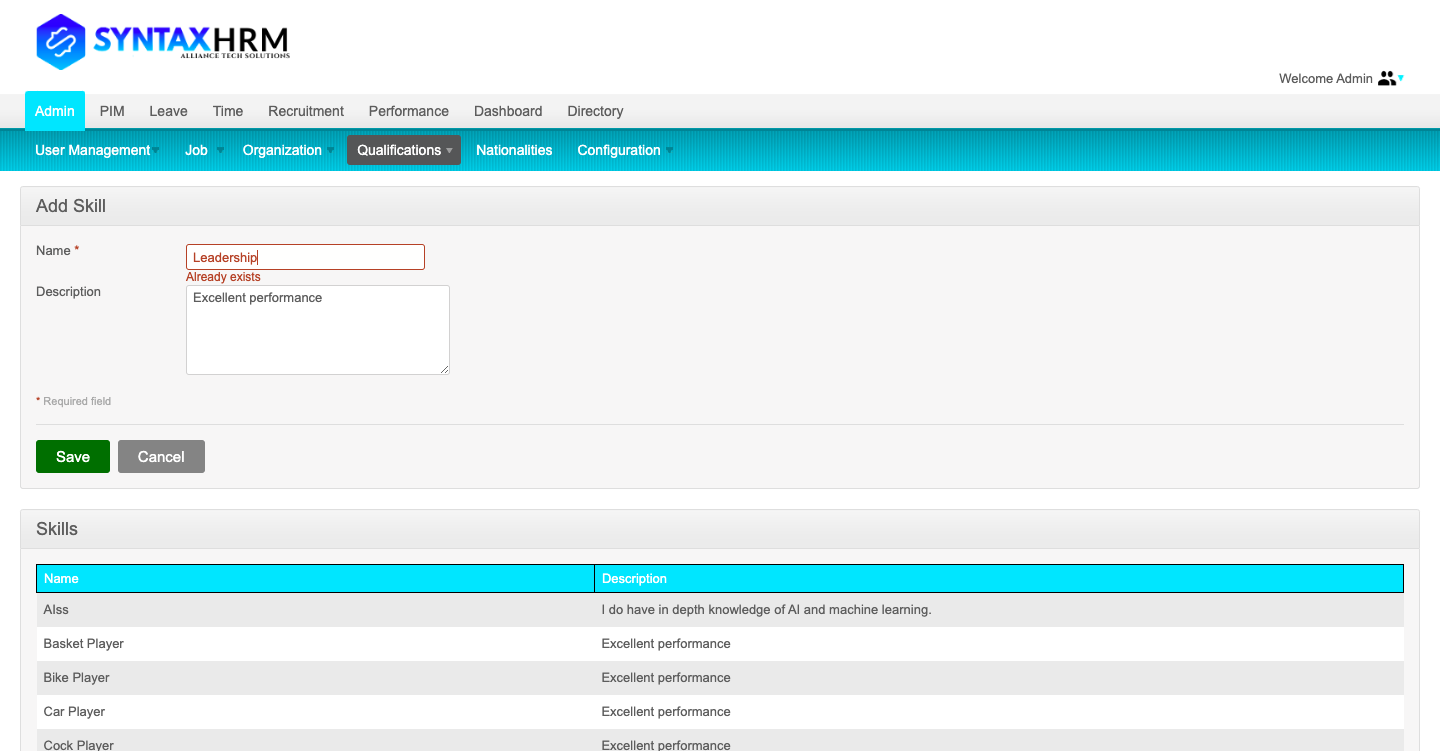 SYNTAXHRM
ALLIANCE TECH SOLUTIONS
Welcome Admin
Admin PIM Leave Time Recruitment Performance Dashboard Directory
User Management Job Organization Qualifications Nationalities Configuration
Add Skill
Name *
Leadership
Already exists
Description
Excellent performance
* Required field
Save Cancel
Skills
Name Description
AIss I do have in depth knowledge of AI and machine learning.
Basket Player Excellent performance
Bike Player Excellent performance
Car Player Excellent performance
Cock Player Excellent performance